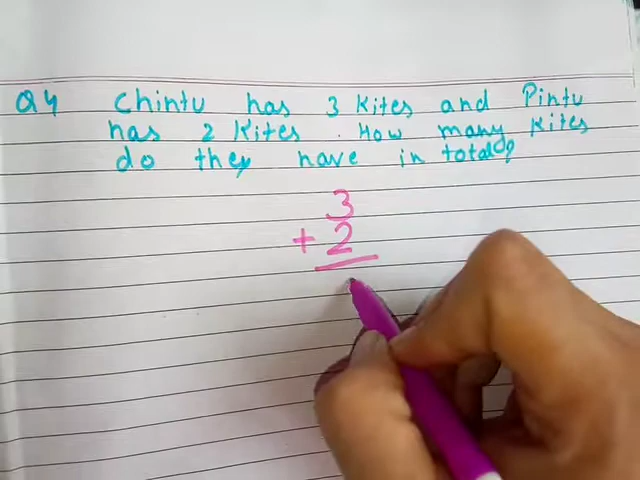 Q4 Chintu has 3 Kites and Pintu
has 2 Kites . How many Kites
do they have in total?
3
+ 2